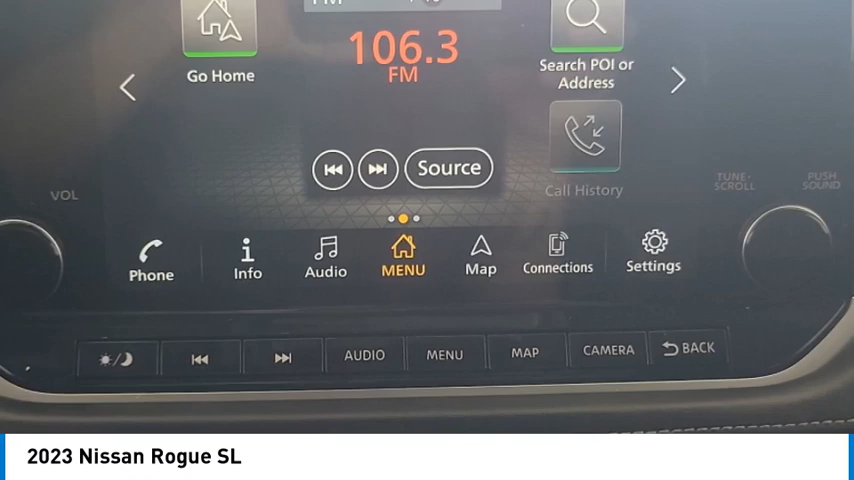 106.3
FM
Go Home
Search POI or
Address
Source
Call History
VOL
TUNE·
SCROLL
PUSH
SOUND
Phone
Info
Audio
MENU
Map
Connections
Settings
AUDIO
MENU
MAP
CAMERA
BACK
2023 Nissan Rogue SL